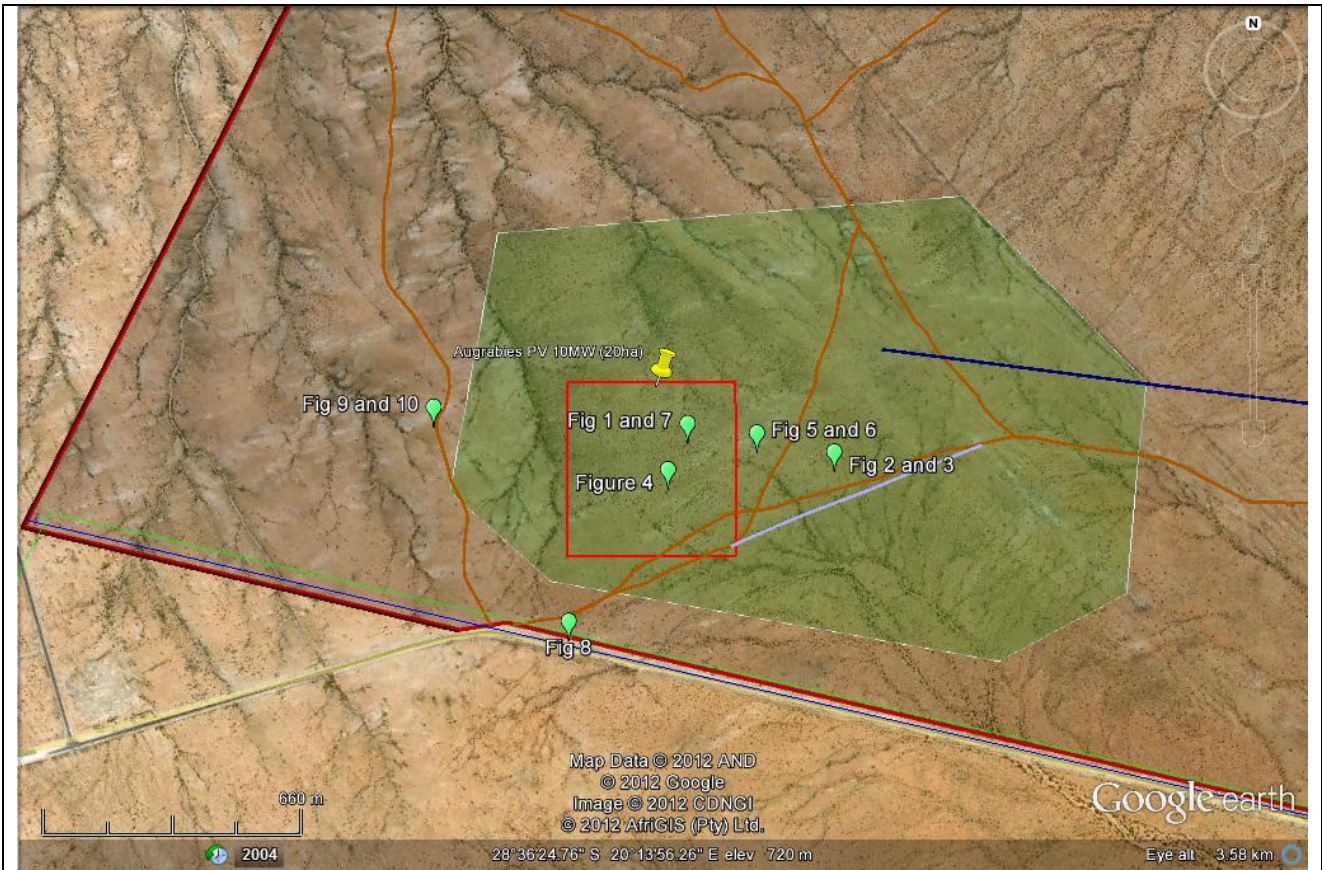 N
Augrabies PV 10MW (20ha)
Fig 9 and 10
Fig 1 and 7
Fig 5 and 6
Fig 2 and 3
Figure 4
Fig 8
Map Data © 2012 AND
© 2012 Google
Image © 2012 CDNGI
© 2012 AfriGIS (Pty) Ltd.
Google earth
660 m
2004
28°36'24.76" S 20°13'56.26" E elev 720 m
Eye alt 3.58 km